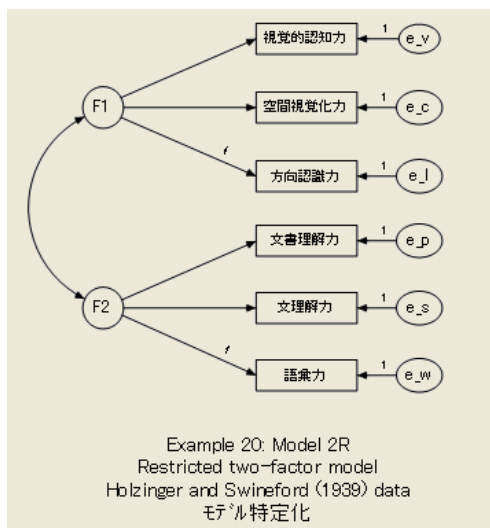 視覚的認知力
1
e_v
F1
空間視覚化力
1
e_c
方向認識力
1
e_l
文書理解力
1
e_p
F2
文理解力
1
e_s
語彙力
1
e_w
Example 20: Model 2R
Restricted two-factor model
Holzinger and Swineford (1939) data
モデル特定化